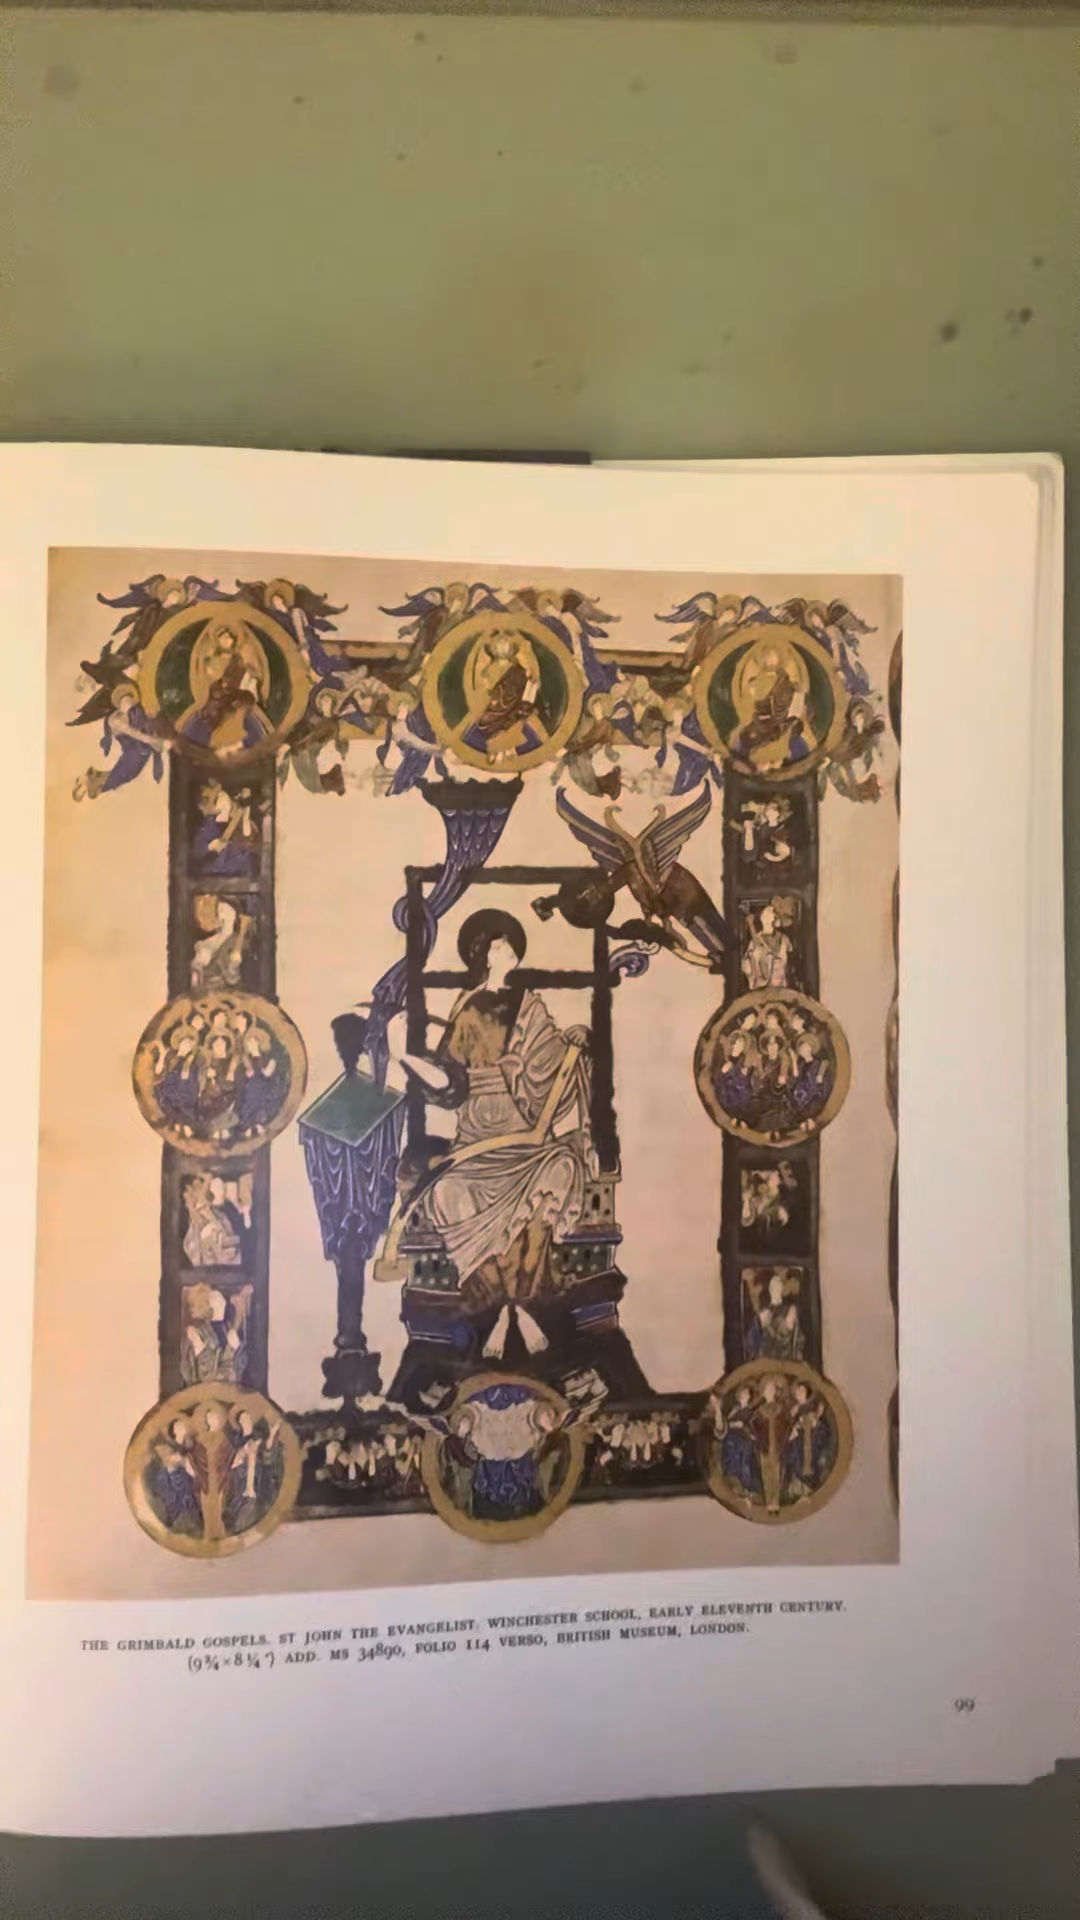 THE GRIMBALD GOSPELS. ST JOHN THE EVANGELIST. WINCHESTER SCHOOL, EARLY ELEVENTH CENTURY.
(9¾ × 8¼ ") ADD. MS 34890, FOLIO 114 VERSO, BRITISH MUSEUM, LONDON.
99